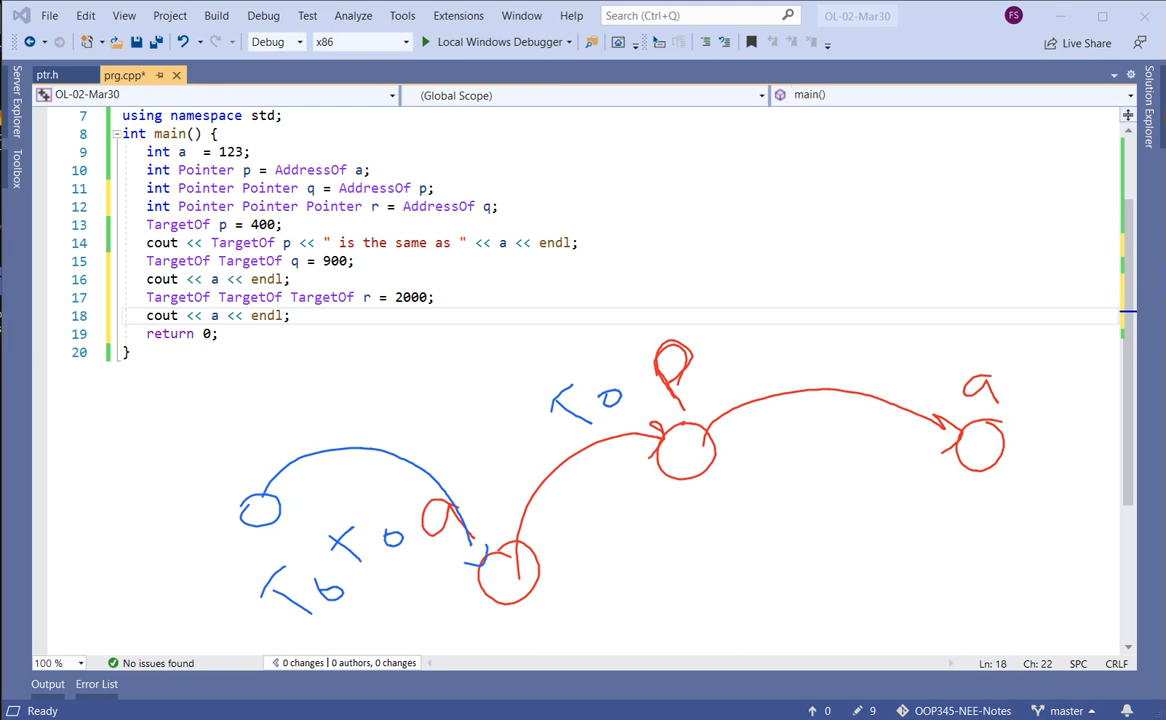 File Edit View Project Build Debug Test Analyze Tools Extensions Window Help Search (Ctrl+Q) OL-02-Mar30 FS
Debug x86 Local Windows Debugger Live Share
ptr.h prg.cpp*
OL-02-Mar30 (Global Scope) main()
Server Explorer
Toolbox
Solution Explorer
7 using namespace std;
8 int main() {
9 int a = 123;
10 int Pointer p = AddressOf a;
11 int Pointer Pointer q = AddressOf p;
12 int Pointer Pointer Pointer r = AddressOf q;
13 TargetOf p = 400;
14 cout << TargetOf p << " is the same as " << a << endl;
15 TargetOf TargetOf q = 900;
16 cout << a << endl;
17 TargetOf TargetOf TargetOf r = 2000;
18 cout << a << endl;
19 return 0;
20 }
p
a
100 % No issues found 0 changes | 0 authors, 0 changes Ln: 18 Ch: 22 SPC CRLF
Output Error List
Ready 0 9 OOP345-NEE-Notes master